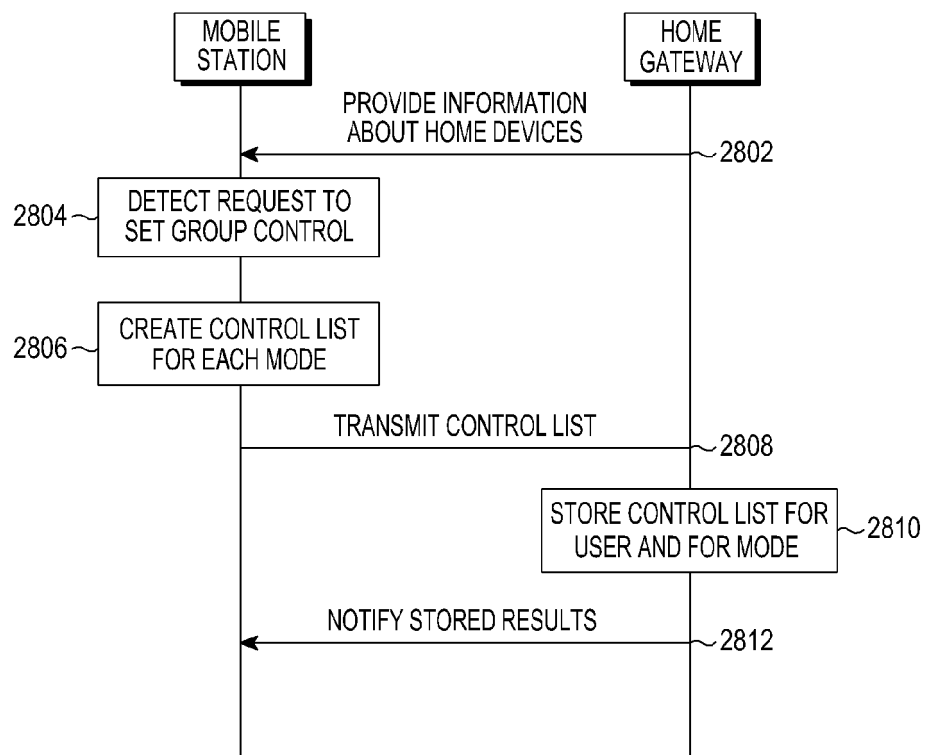 MOBILE
STATION
HOME
GATEWAY
PROVIDE INFORMATION
ABOUT HOME DEVICES
2802
2804
DETECT REQUEST TO
SET GROUP CONTROL
2806
CREATE CONTROL LIST
FOR EACH MODE
TRANSMIT CONTROL LIST
2808
STORE CONTROL LIST FOR
USER AND FOR MODE
2810
NOTIFY STORED RESULTS
2812